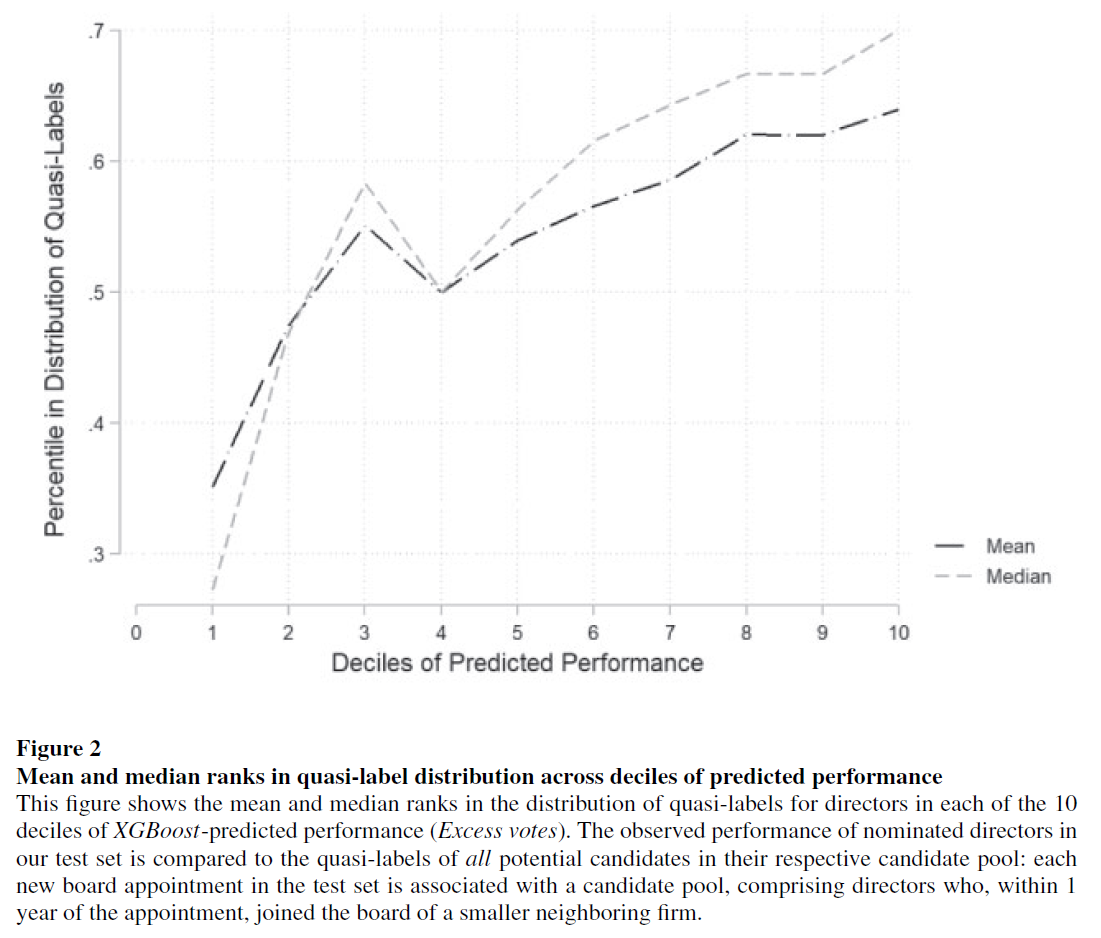 .7
.6
.5
.4
.3
Percentile in Distribution of Quasi-Labels
0 1 2 3 4 5 6 7 8 9 10
Deciles of Predicted Performance
Mean
Median
Figure 2
Mean and median ranks in quasi-label distribution across deciles of predicted performance
This figure shows the mean and median ranks in the distribution of quasi-labels for directors in each of the 10
deciles of XGBoost-predicted performance (Excess votes). The observed performance of nominated directors in
our test set is compared to the quasi-labels of all potential candidates in their respective candidate pool: each
new board appointment in the test set is associated with a candidate pool, comprising directors who, within 1
year of the appointment, joined the board of a smaller neighboring firm.